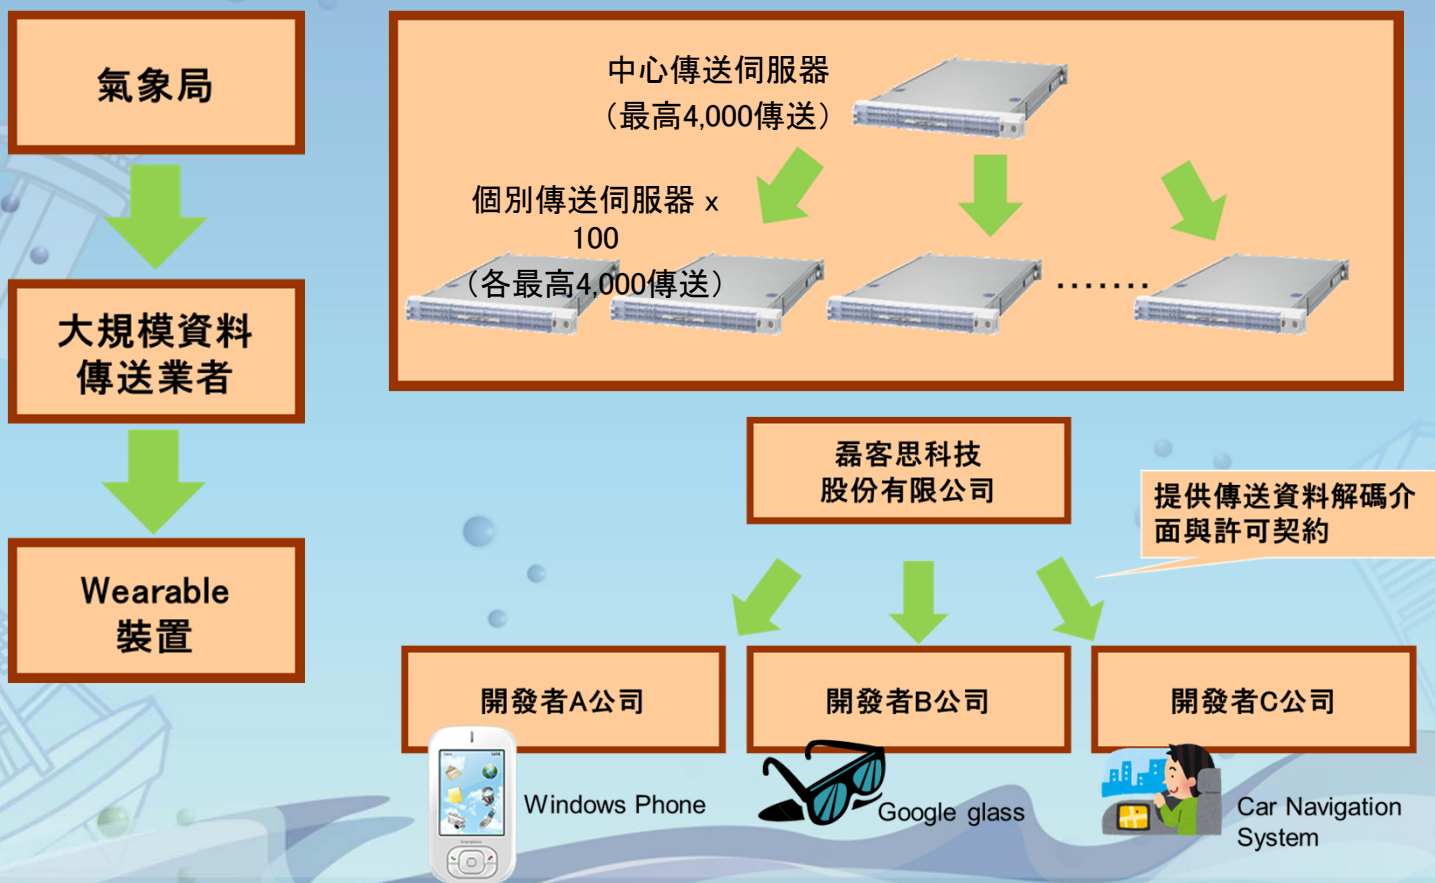 氣象局
大規模資料
傳送業者
Wearable
裝置
中心傳送伺服器
（最高4,000傳送）
個別傳送伺服器 x
100
（各最高4,000傳送）
.......
磊客思科技
股份有限公司
提供傳送資料解碼介
面與許可契約
開發者A公司
開發者B公司
開發者C公司
Windows Phone
Google glass
Car Navigation
System